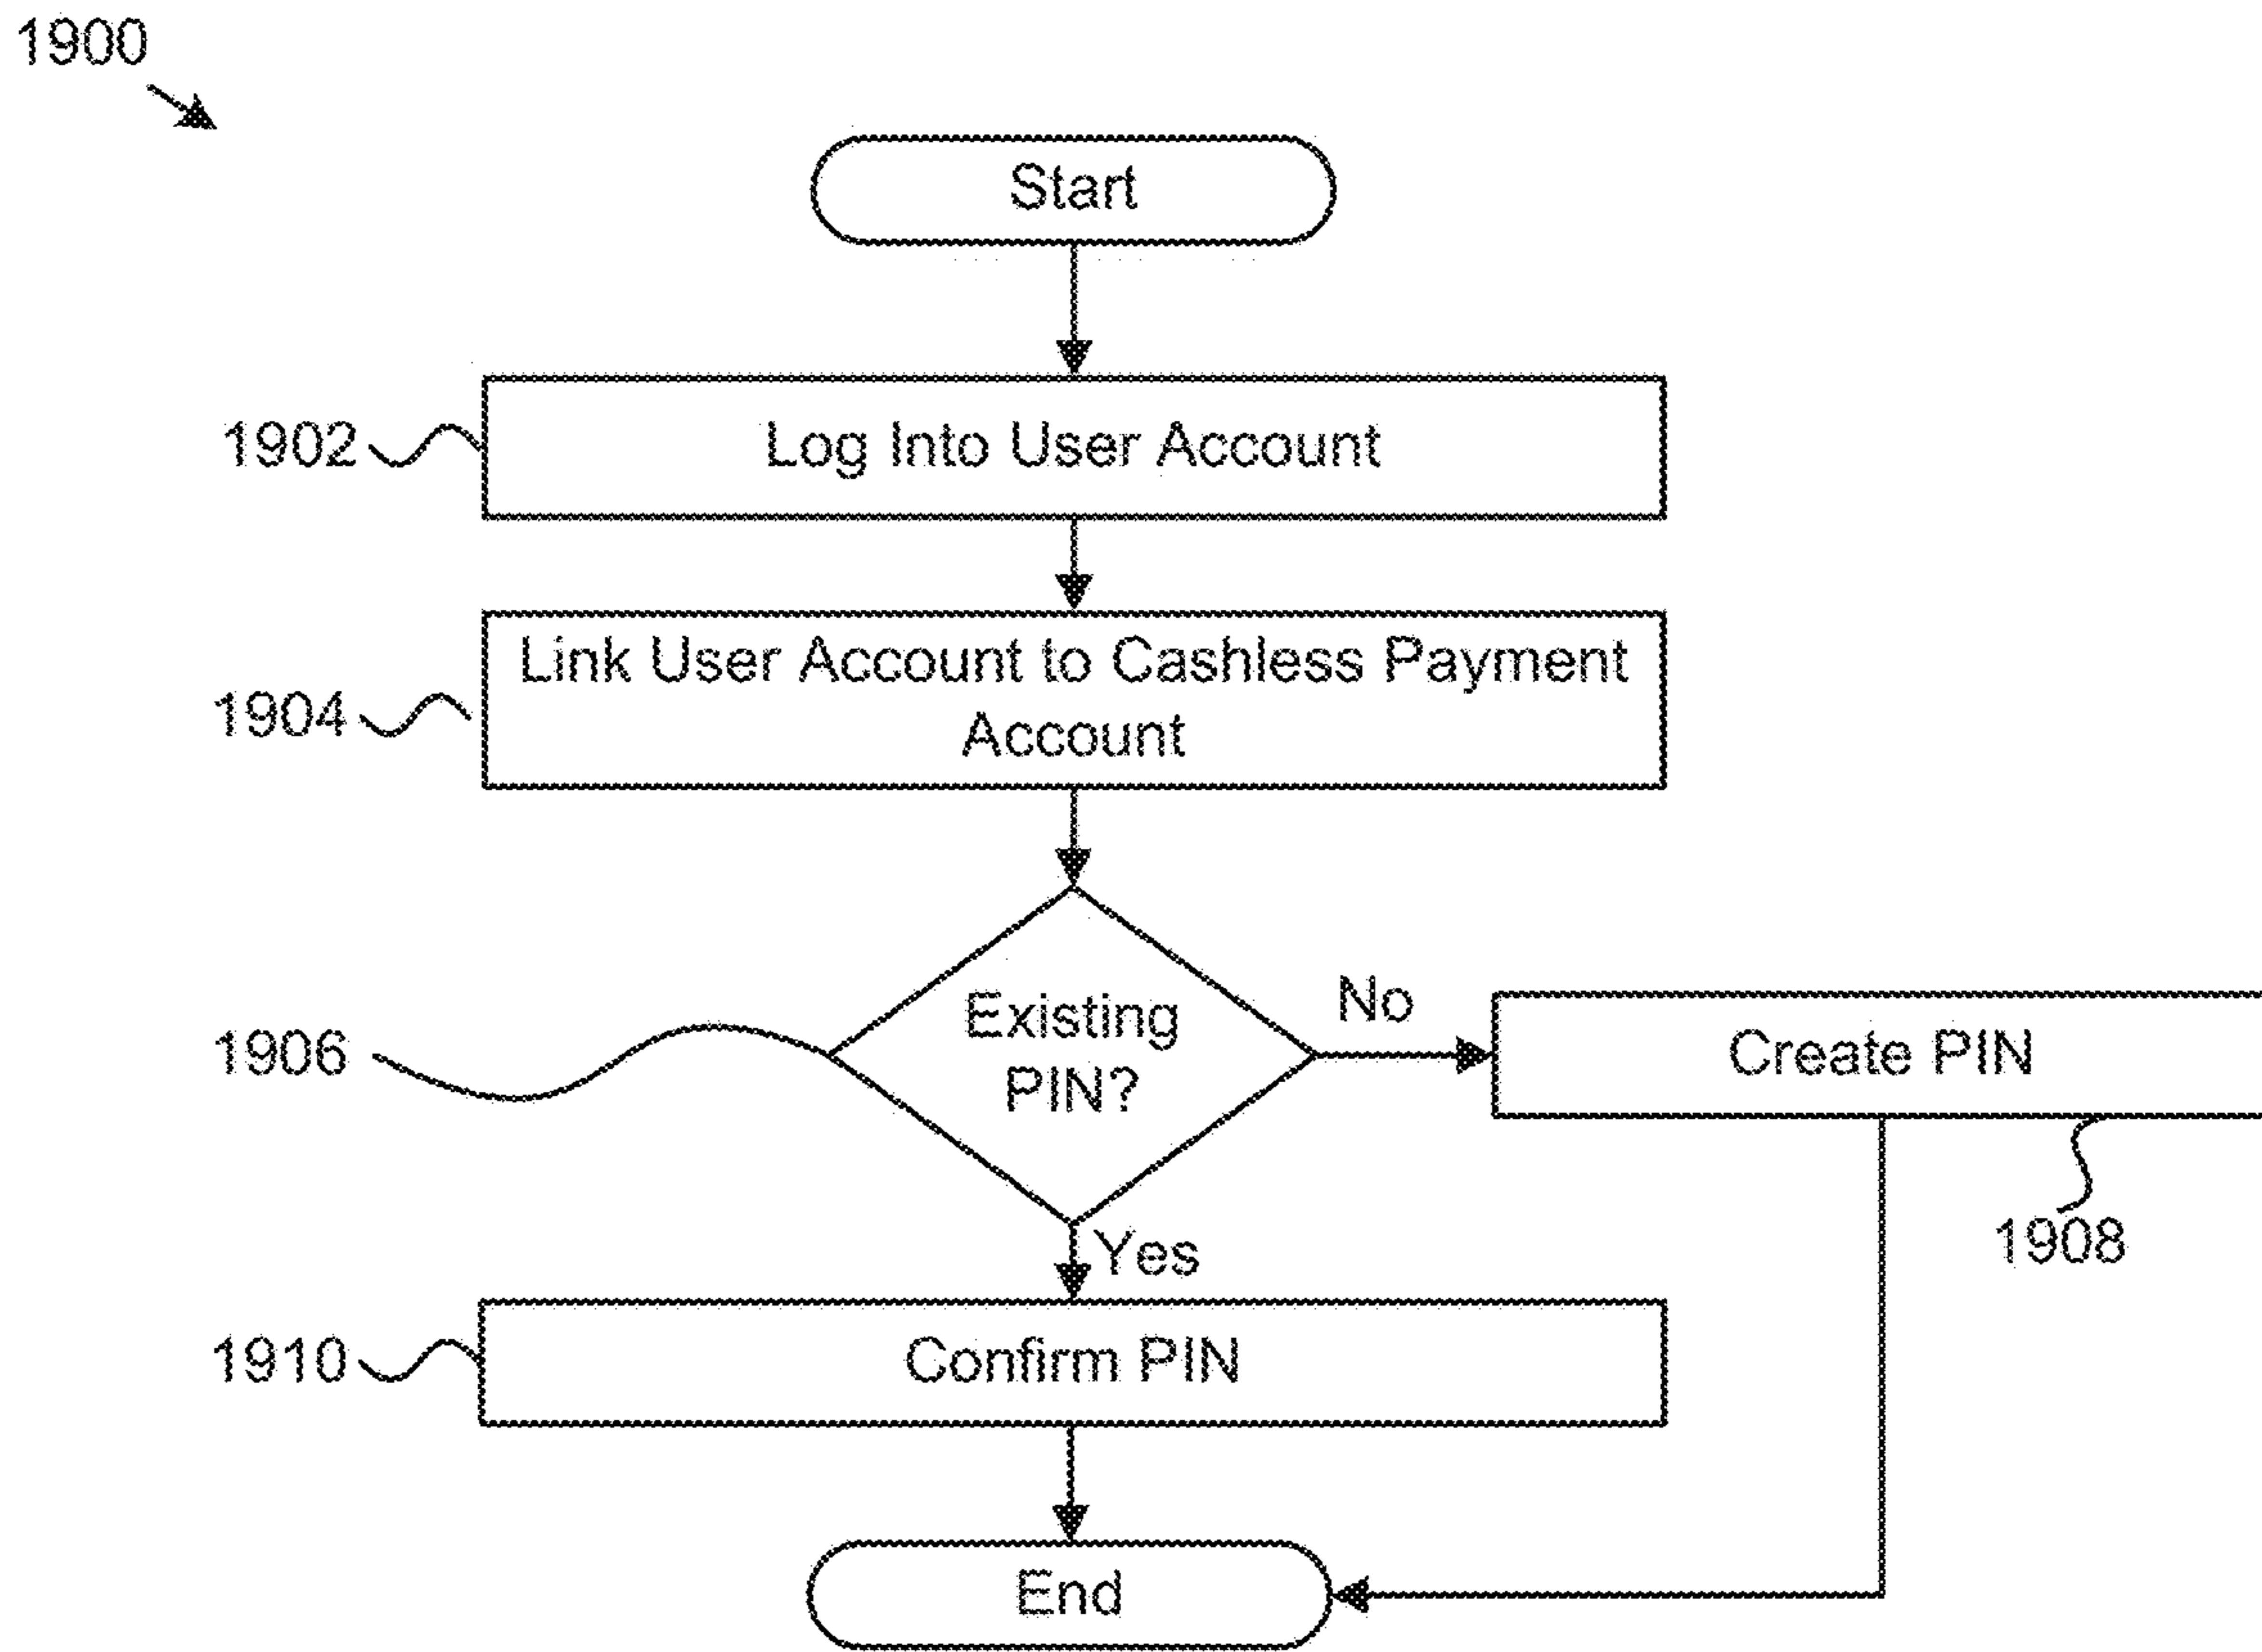 1900
Start
1902
Log Into User Account
Link User Account to Cashless Payment
1904
Account
Existing
PIN?
No
Create PIN
1906
Yes
1908
1910
Confirm PIN
End